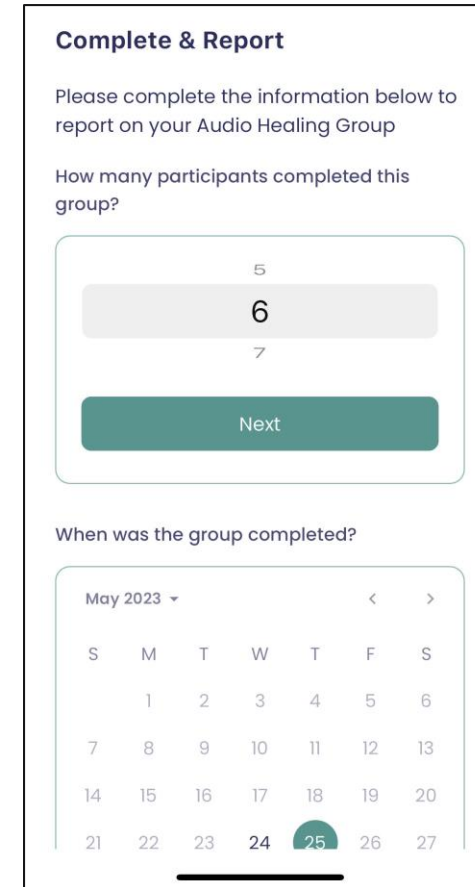 Complete & Report
Please complete the information below to
report on your Audio Healing Group
How many participants completed this
group?
5
6
7
Next
When was the group completed?
May 2023
S M T W T F S
1 2 3 4 5 6
7 8 9 10 11 12 13
14 15 16 17 18 19 20
21 22 23 24 25 26 27